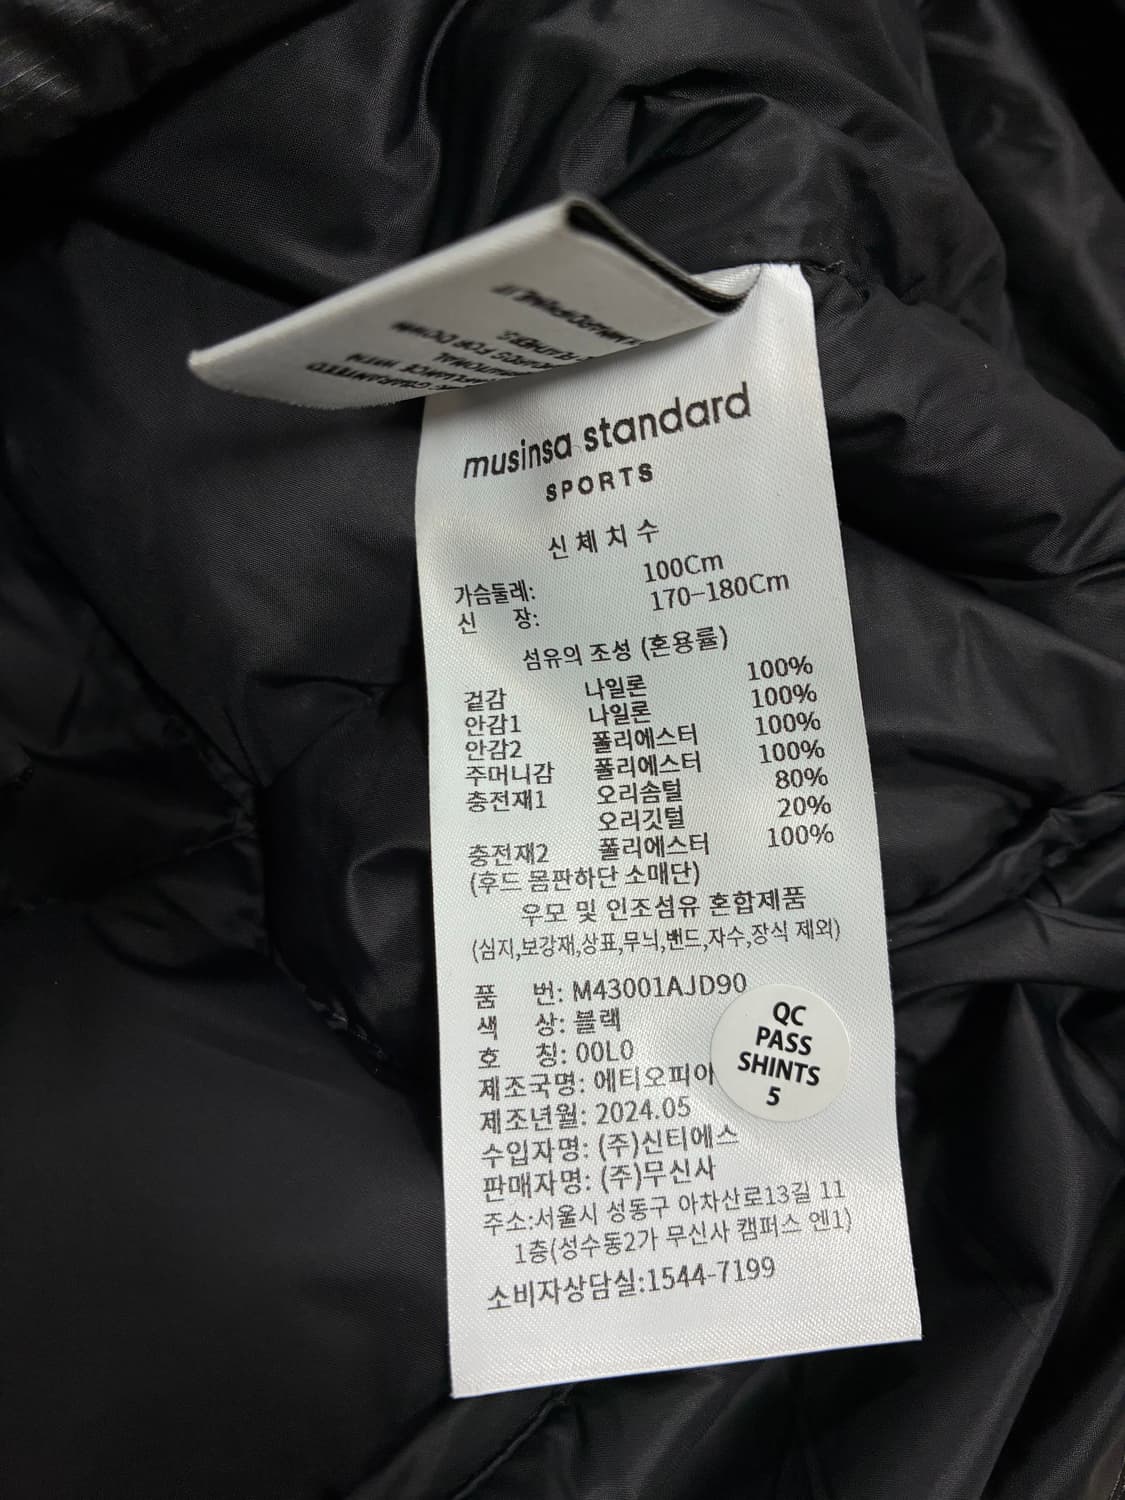 musinsa standard
SPORTS
신체치수
가슴둘레: 100Cm
신 장: 170-180Cm
섬유의 조성 (혼용률)
겉감 나일론 100%
안감1 나일론 100%
안감2 폴리에스터 100%
주머니감 폴리에스터 100%
충전재1 오리솜털 80%
오리깃털 20%
충전재2 폴리에스터 100%
(후드 몸판하단 소매단)
우모 및 인조섬유 혼합제품
(심지,보강재,상표,무늬,밴드,자수,장식 제외)
품 번: M43001AJD90
색 상: 블랙
호 칭: 00L0
제조국명: 에티오피아
제조년월: 2024.05
수입자명: (주)신티에스
판매자명: (주)무신사
주소:서울시 성동구 아차산로13길 11
1층(성수동2가 무신사 캠퍼스 엔1)
소비자상담실:1544-7199
QC
PASS
SHINTS
5
GUARANTEED
WITH
FOR DOWN